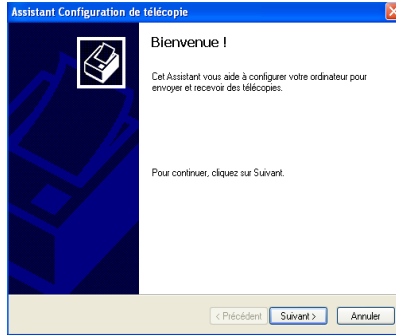 Assistant Configuration de télécopie
Bienvenue !
Cet Assistant vous aide à configurer votre ordinateur pour
envoyer et recevoir des télécopies.
Pour continuer, cliquez sur Suivant.
< Précédent Suivant > Annuler